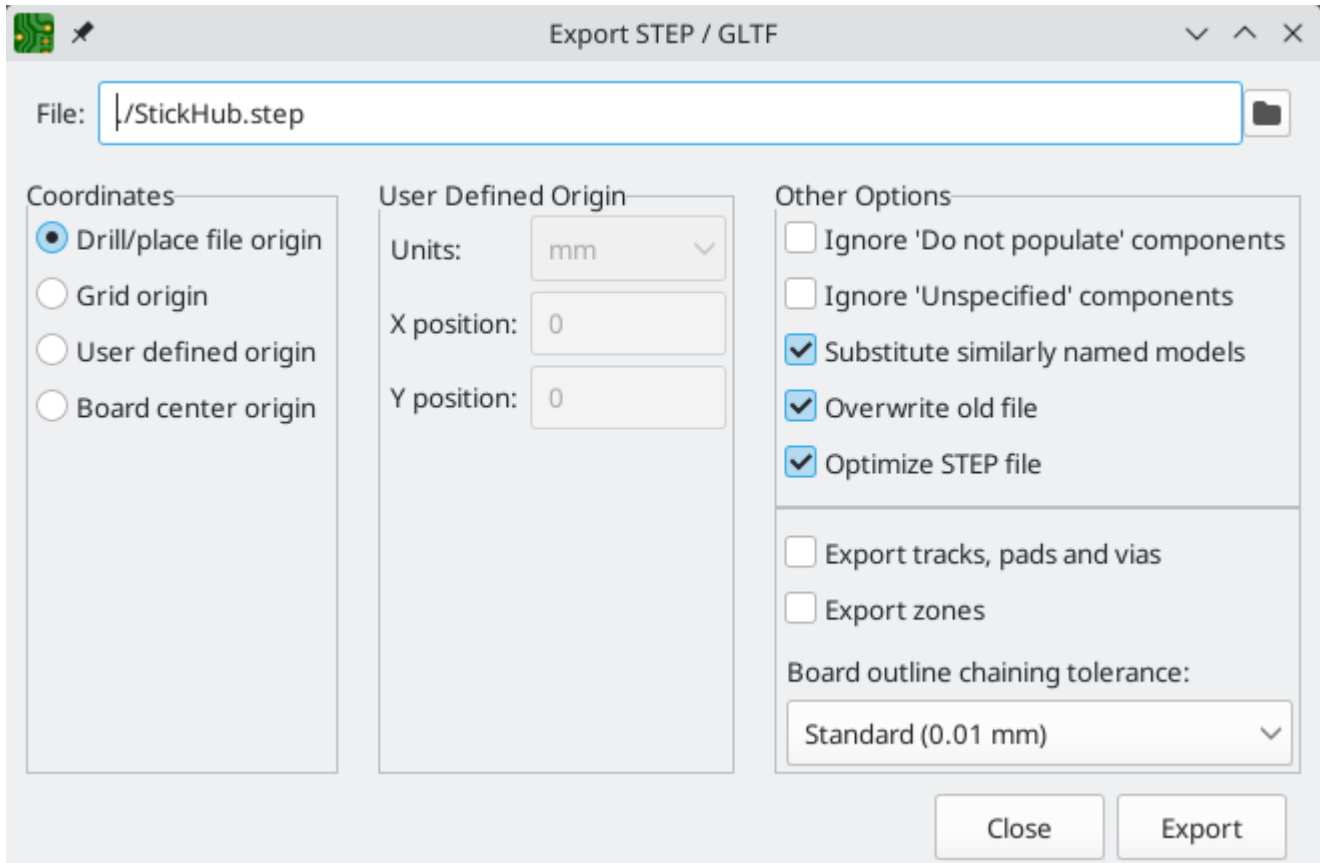 Export STEP / GLTF
File: ./StickHub.step
Coordinates
Drill/place file origin
Grid origin
User defined origin
Board center origin
User Defined Origin
Units: mm
X position: 0
Y position: 0
Other Options
Ignore 'Do not populate' components
Ignore 'Unspecified' components
Substitute similarly named models
Overwrite old file
Optimize STEP file
Export tracks, pads and vias
Export zones
Board outline chaining tolerance:
Standard (0.01 mm)
Close Export